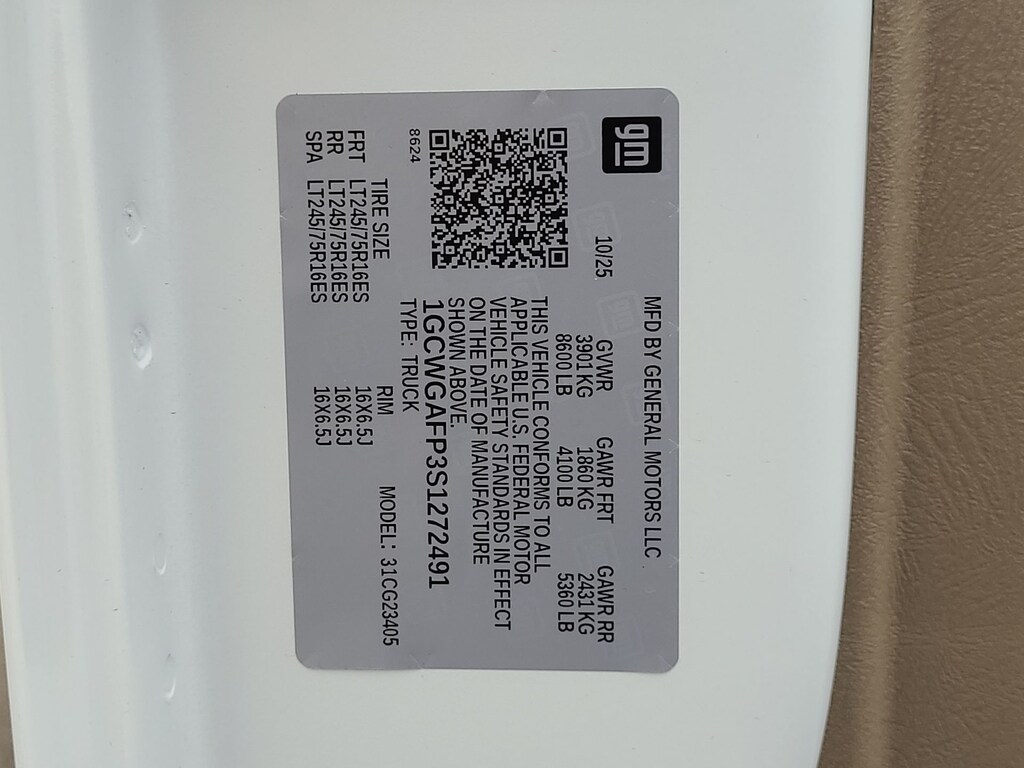 gm
MFD BY GENERAL MOTORS LLC
10/25
GVWR GAWR FRT GAWR RR
3901 KG 1860 KG 2431 KG
8600 LB 4100 LB 5360 LB
THIS VEHICLE CONFORMS TO ALL
APPLICABLE U.S. FEDERAL MOTOR
VEHICLE SAFETY STANDARDS IN EFFECT
ON THE DATE OF MANUFACTURE
SHOWN ABOVE.
1GCWGAFP3S1272491
8624
TYPE: TRUCK
MODEL: 31CG23405
TIRE SIZE RIM
FRT LT245/75R16ES 16X6.5J
RR LT245/75R16ES 16X6.5J
SPA LT245/75R16ES 16X6.5J